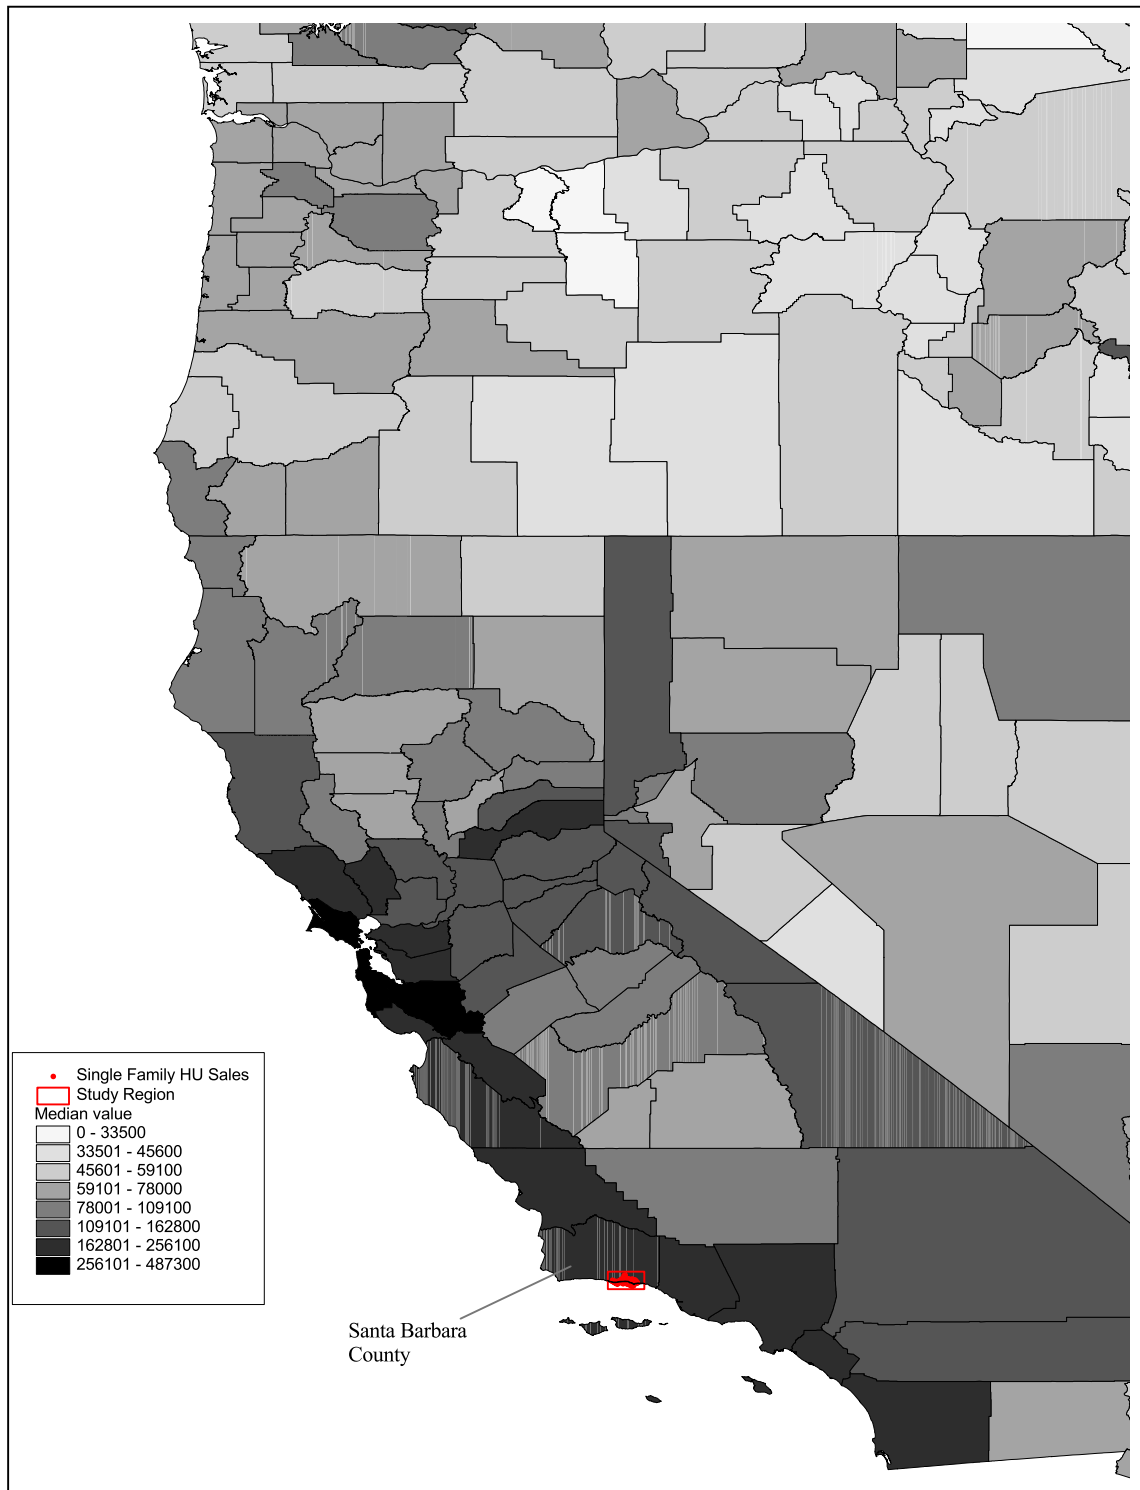 Single Family HU Sales
Study Region
Median value
0 - 33500
33501 - 45600
45601 - 59100
59101 - 78000
78001 - 109100
109101 - 162800
162801 - 256100
256101 - 487300
Santa Barbara
County